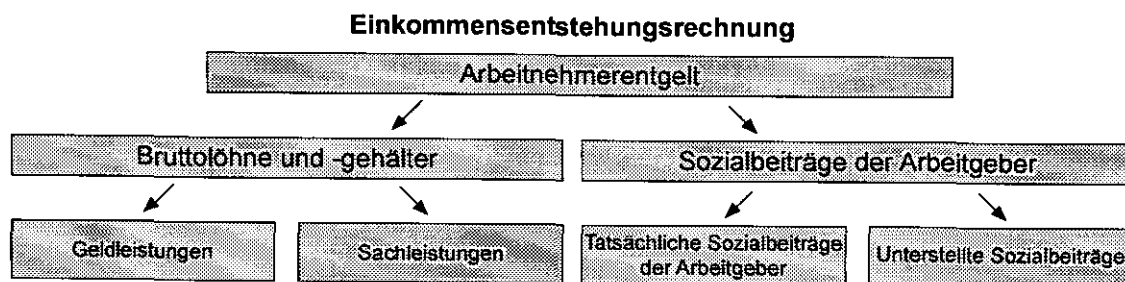 Einkommensentstehungsrechnung
Arbeitnehmerentgelt
Bruttolöhne und -gehälter
Sozialbeiträge der Arbeitgeber
Geldleistungen
Sachleistungen
Tatsächliche Sozialbeiträge
der Arbeitgeber
Unterstellte Sozialbeiträge